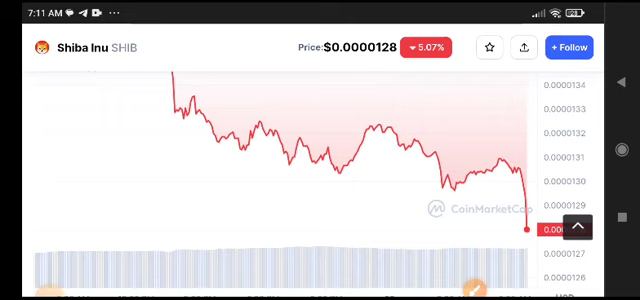 7:11 AM
Shiba Inu SHIB
Price: $0.0000128
5.07%
+ Follow
0.0000134
0.0000133
0.0000132
0.0000131
0.0000130
0.0000129
0.0000127
0.0000126
CoinMarketCap